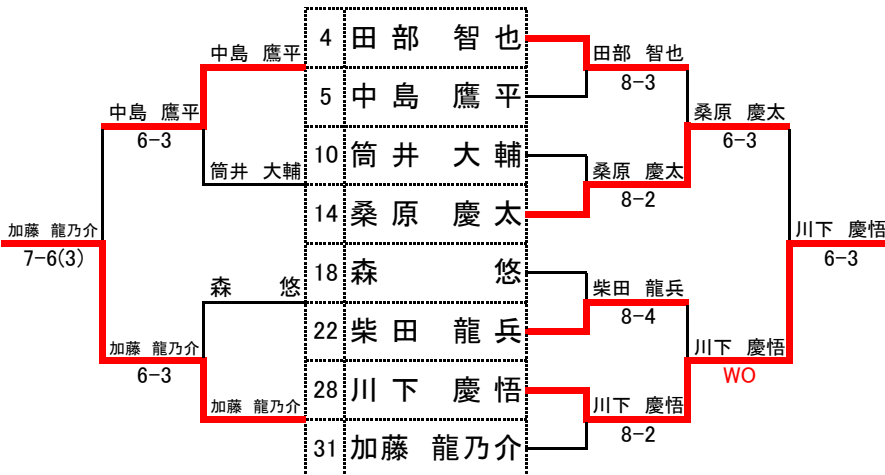 4 田部 智也
中島 鷹平
田部 智也
8-3
5 中島 鷹平
中島 鷹平
6-3
桑原 慶太
6-3
10 筒井 大輔
筒井 大輔
桑原 慶太
8-2
14 桑原 慶太
加藤 龍乃介
7-6(3)
川下 慶悟
6-3
18 森 悠
森 悠
柴田 龍兵
8-4
22 柴田 龍兵
加藤 龍乃介
6-3
川下 慶悟
WO
28 川下 慶悟
加藤 龍乃介
川下 慶悟
8-2
31 加藤 龍乃介